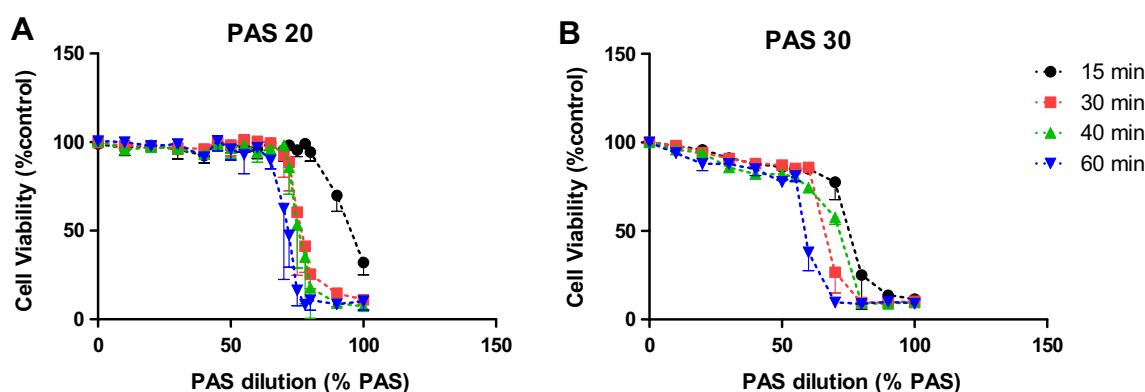 A
PAS 20
Cell Viability (%control)
150
100
50
0
0 50 100 150
PAS dilution (% PAS)
B
PAS 30
Cell Viability (%control)
150
100
50
0
0 50 100 150
PAS dilution (% PAS)
15 min
30 min
40 min
60 min